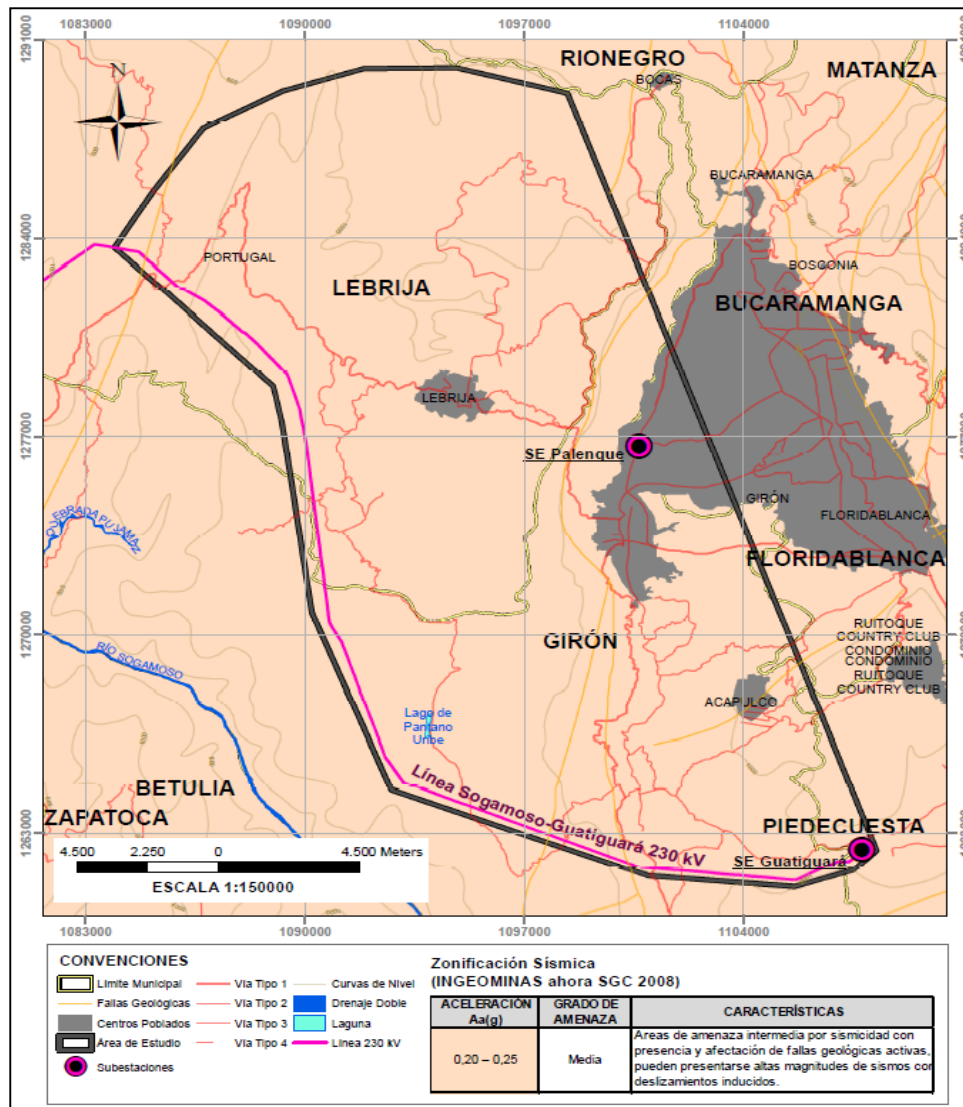 1083000 1090000 1097000 1104000
1291000
1284000
1277000
1270000
1263000
N
RIONEGRO
BOCAS
MATANZA
BUCARAMANGA
PORTUGAL
BOSCONIA
LEBRIJA
BUCARAMANGA
LEBRIJA
SE Palenque
GIRÓN
FLORIDABLANCA
QUEBRADA PUJAMANZ
FLORIDABLANCA
RÍO SOGAMOSO
GIRÓN
RUITOQUE
COUNTRY CLUB
CONDOMINIO
CONDOMINIO
RUITOQUE
COUNTRY CLUB
ACAPULCO
Lago de
Pantano
Uribe
BETULIA
ZAPATOCA
Línea Sogamoso-Guatiguará 230 kV
PIEDECUESTA
SE Guatiguará
4.500 2.250 0 4.500 Meters
ESCALA 1:150000
1083000 1090000 1097000 1104000
CONVENCIONES
Límite Municipal
Fallas Geológicas
Centros Poblados
Área de Estudio
Subestaciones
Vía Tipo 1
Vía Tipo 2
Vía Tipo 3
Vía Tipo 4
Curvas de Nivel
Drenaje Doble
Laguna
Línea 230 kV
Zonificación Sísmica
(INGEOMINAS ahora SGC 2008)
ACELERACIÓN Aa(g)
GRADO DE AMENAZA
CARACTERÍSTICAS
0,20 – 0,25
Media
Areas de amenaza intermedia por sismicidad con
presencia y afectación de fallas geológicas activas,
pueden presentarse altas magnitudes de sismos con
deslizamientos inducidos.